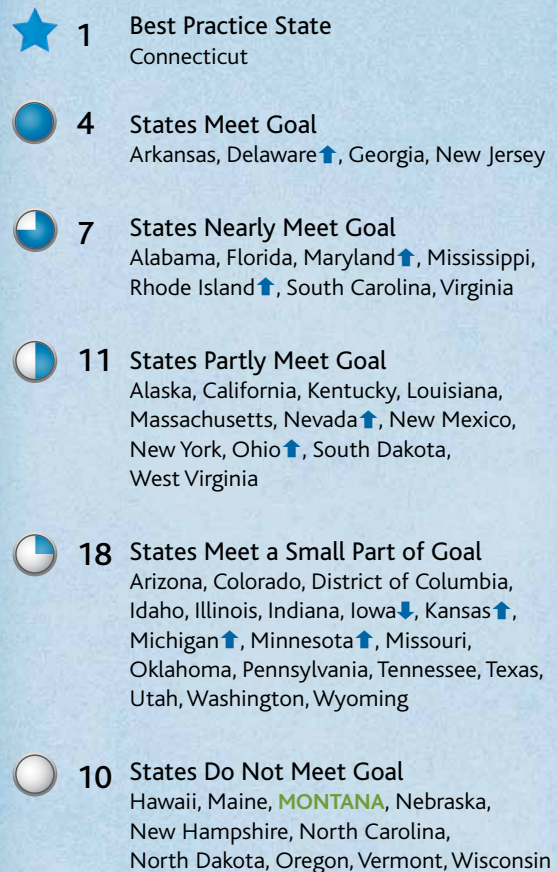 1 Best Practice State
Connecticut
4 States Meet Goal
Arkansas, Delaware⬆, Georgia, New Jersey
7 States Nearly Meet Goal
Alabama, Florida, Maryland⬆, Mississippi,
Rhode Island⬆, South Carolina, Virginia
11 States Partly Meet Goal
Alaska, California, Kentucky, Louisiana,
Massachusetts, Nevada⬆, New Mexico,
New York, Ohio⬆, South Dakota,
West Virginia
18 States Meet a Small Part of Goal
Arizona, Colorado, District of Columbia,
Idaho, Illinois, Indiana, Iowa⬇, Kansas⬆,
Michigan⬆, Minnesota⬆, Missouri,
Oklahoma, Pennsylvania, Tennessee, Texas,
Utah, Washington, Wyoming
10 States Do Not Meet Goal
Hawaii, Maine, MONTANA, Nebraska,
New Hampshire, North Carolina,
North Dakota, Oregon, Vermont, Wisconsin